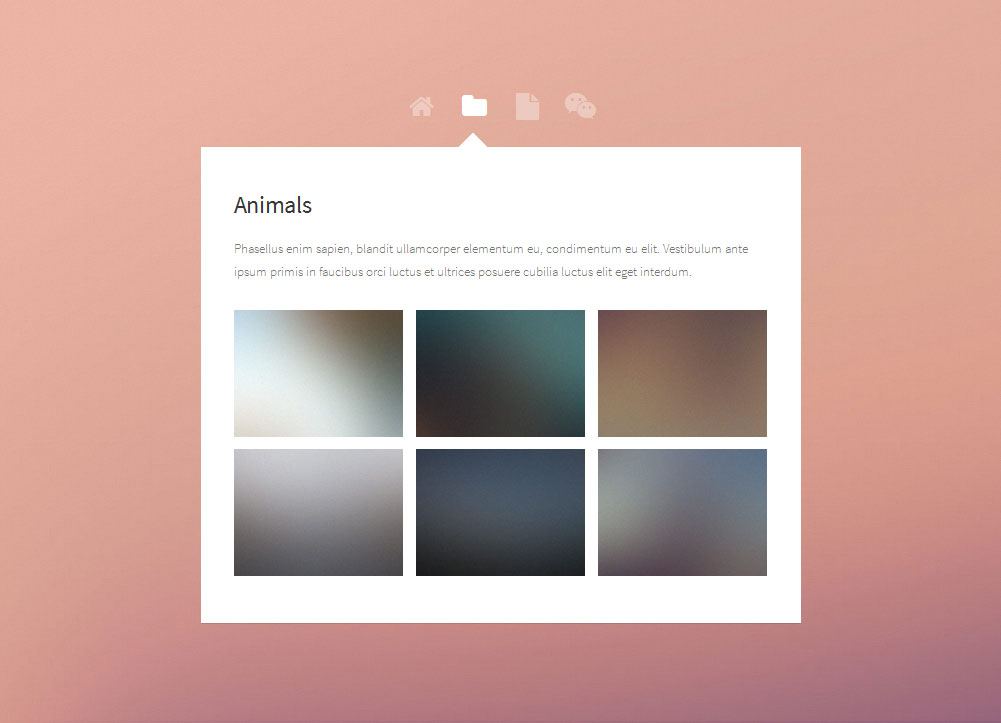 Animals
Phasellus enim sapien, blandit ullamcorper elementum eu, condimentum eu elit. Vestibulum ante
ipsum primis in faucibus orci luctus et ultrices posuere cubilia luctus elit eget interdum.